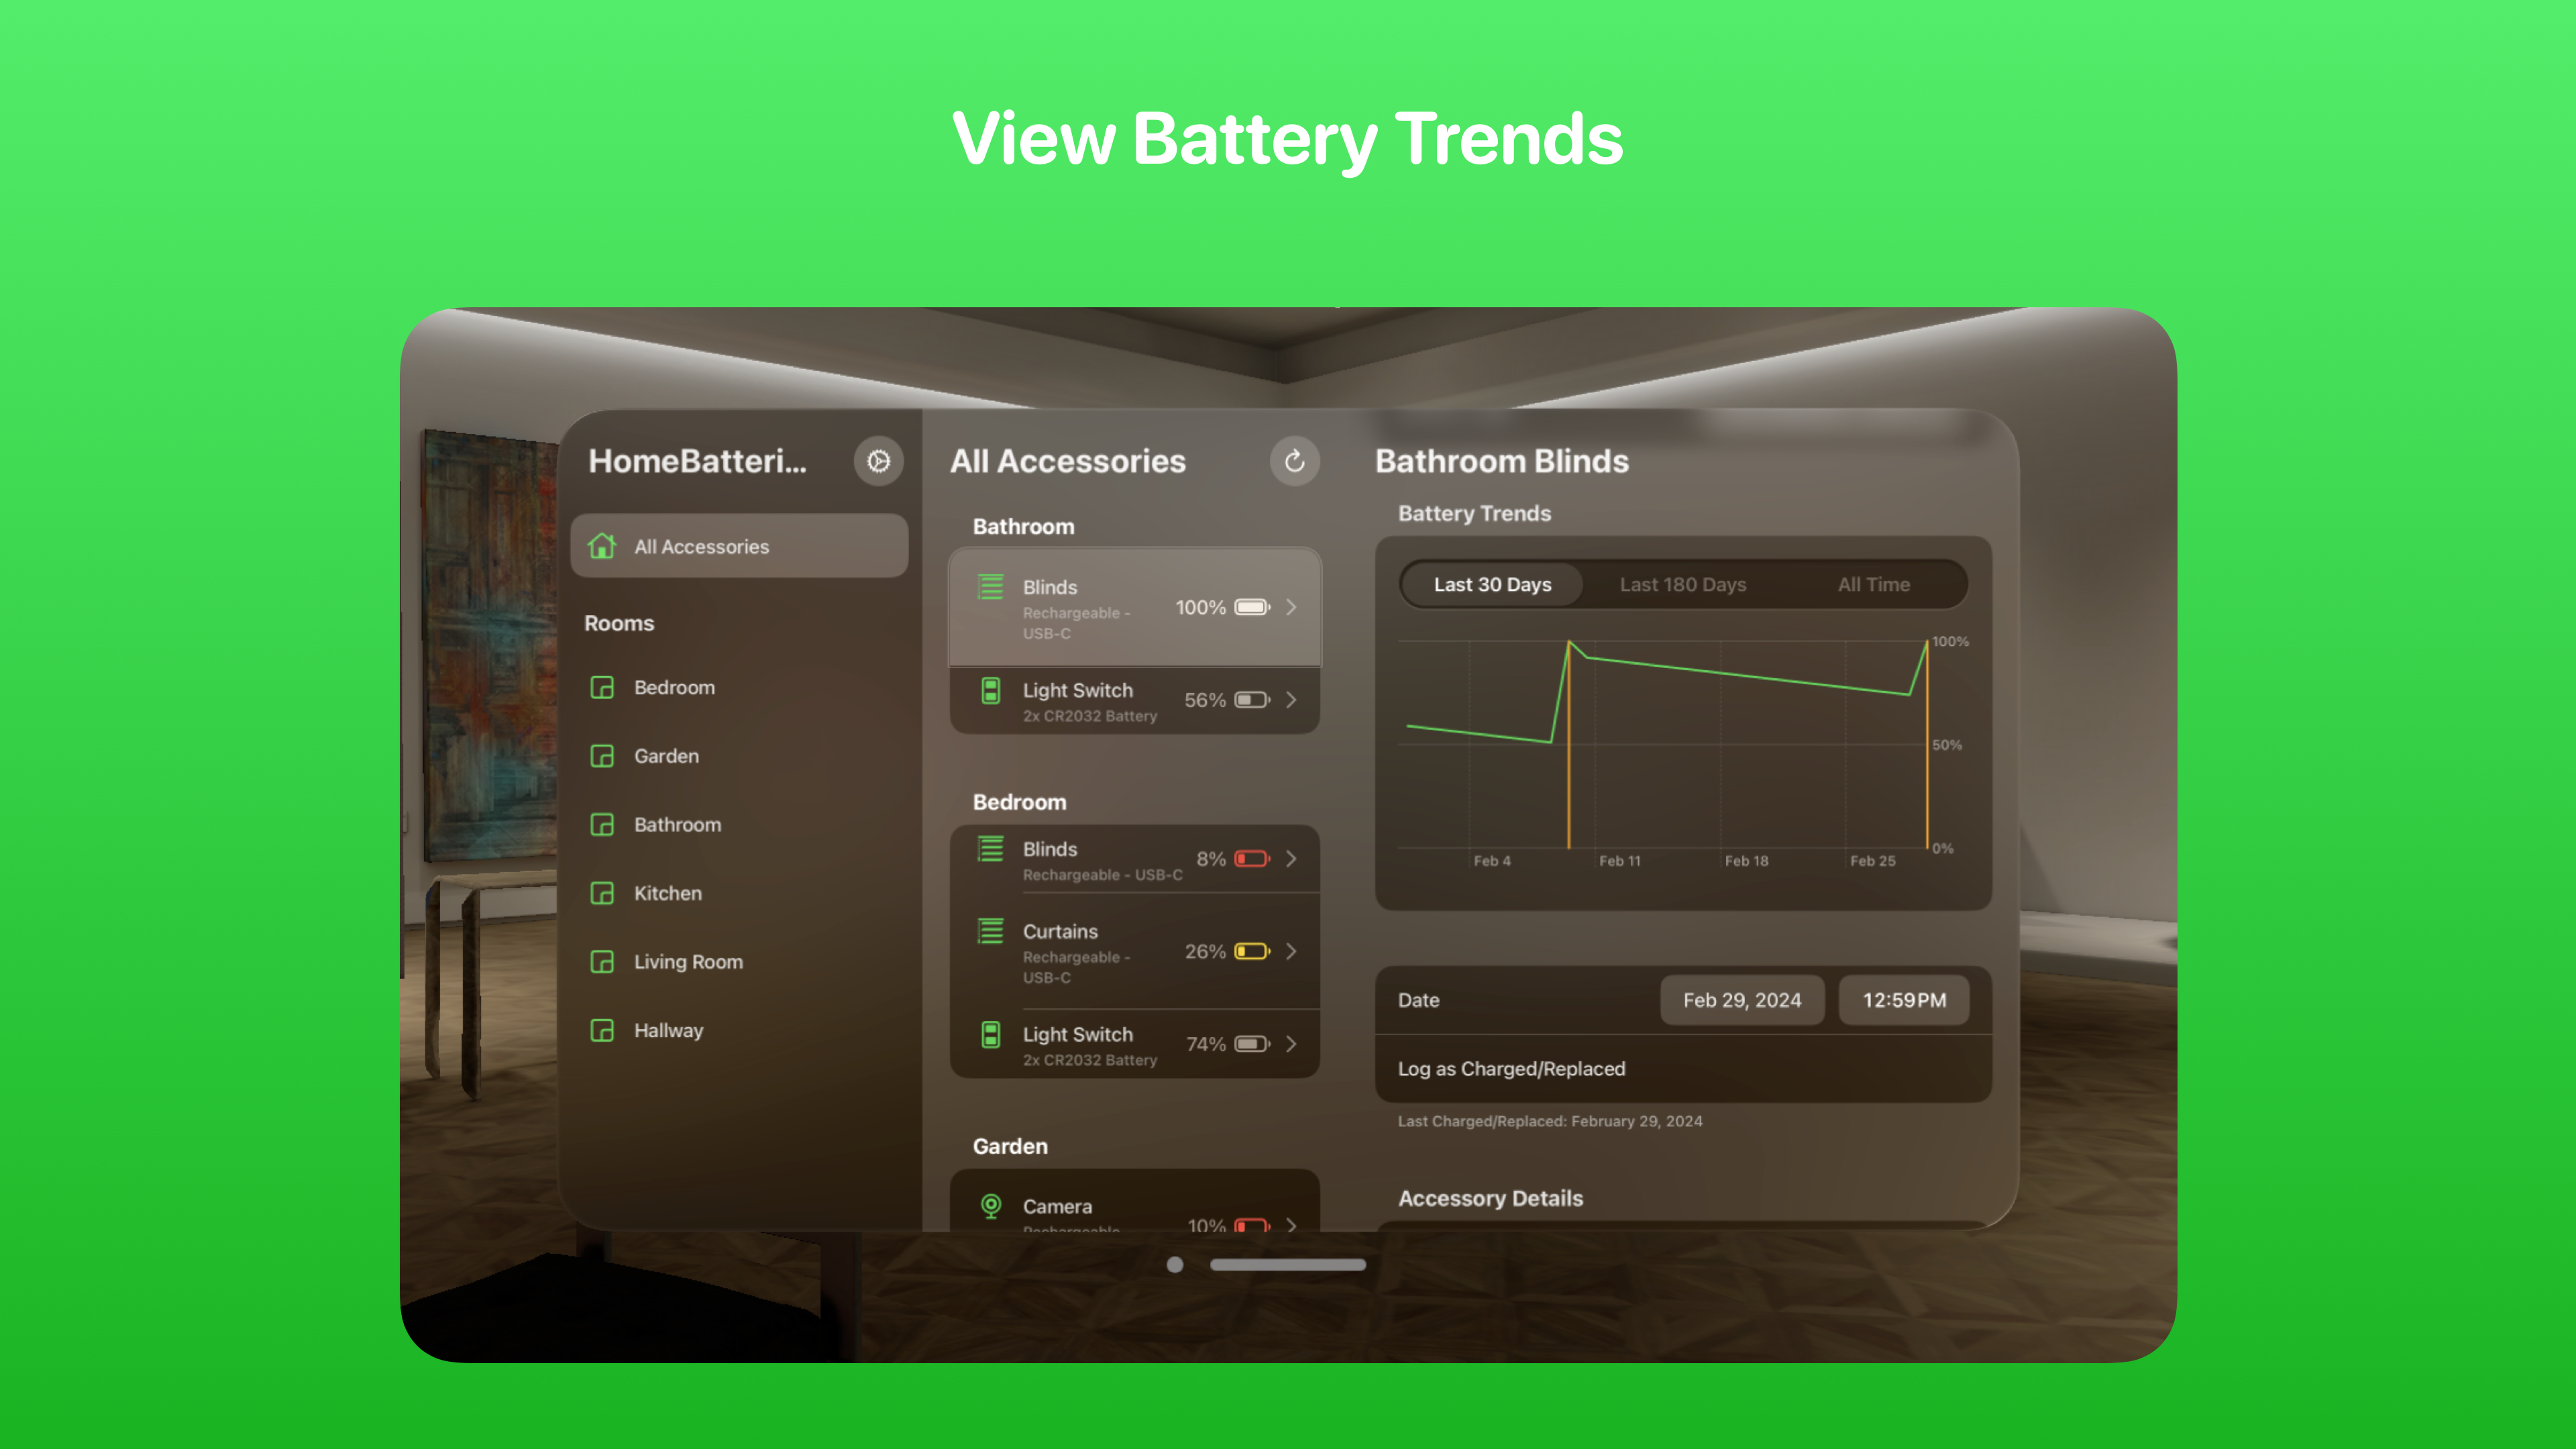 View Battery Trends
HomeBatteri...
All Accessories
Rooms
Bedroom
Garden
Bathroom
Kitchen
Living Room
Hallway
All Accessories
Bathroom
Blinds
Rechargeable -
USB-C
100%
Light Switch
2x CR2032 Battery
56%
Bedroom
Blinds
Rechargeable - USB-C
8%
Curtains
Rechargeable -
USB-C
26%
Light Switch
2x CR2032 Battery
74%
Garden
Camera
Rechargeable
10%
Bathroom Blinds
Battery Trends
Last 30 Days
Last 180 Days
All Time
100%
50%
0%
Feb 4
Feb 11
Feb 18
Feb 25
Date
Feb 29, 2024
12:59PM
Log as Charged/Replaced
Last Charged/Replaced: February 29, 2024
Accessory Details